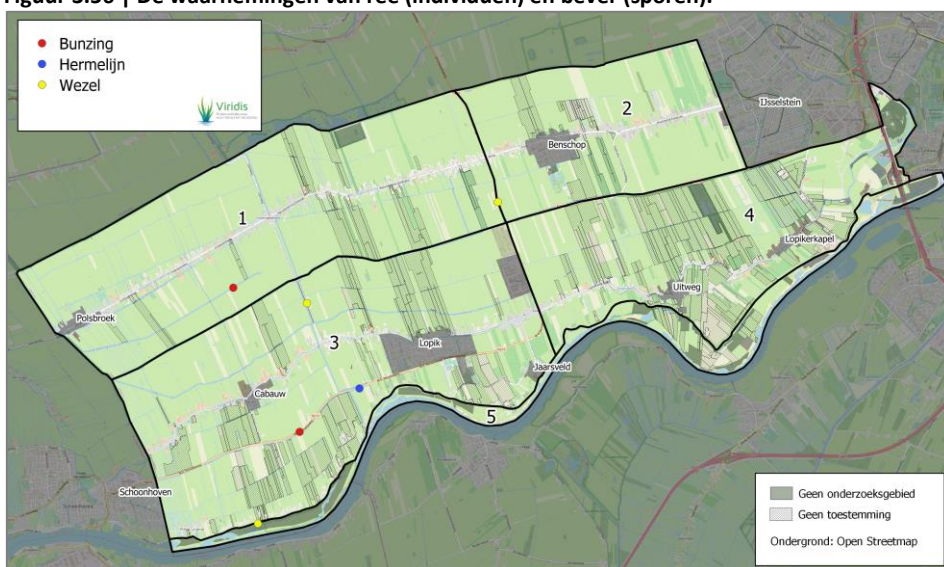 Figuur 3.50 | De waarnemingen van ree (individuen) en bever (sporen).
Bunzing
Hermelijn
Wezel
Viridis
2
IJsselstein
Benschop
1
4
Lopikerkapel
Polsbroek
Uitweg
3
Lopik
Jaarsveld
Cabauw
5
Schoonhoven
Geen onderzoeksgebied
Geen toestemming
Ondergrond: Open Streetmap